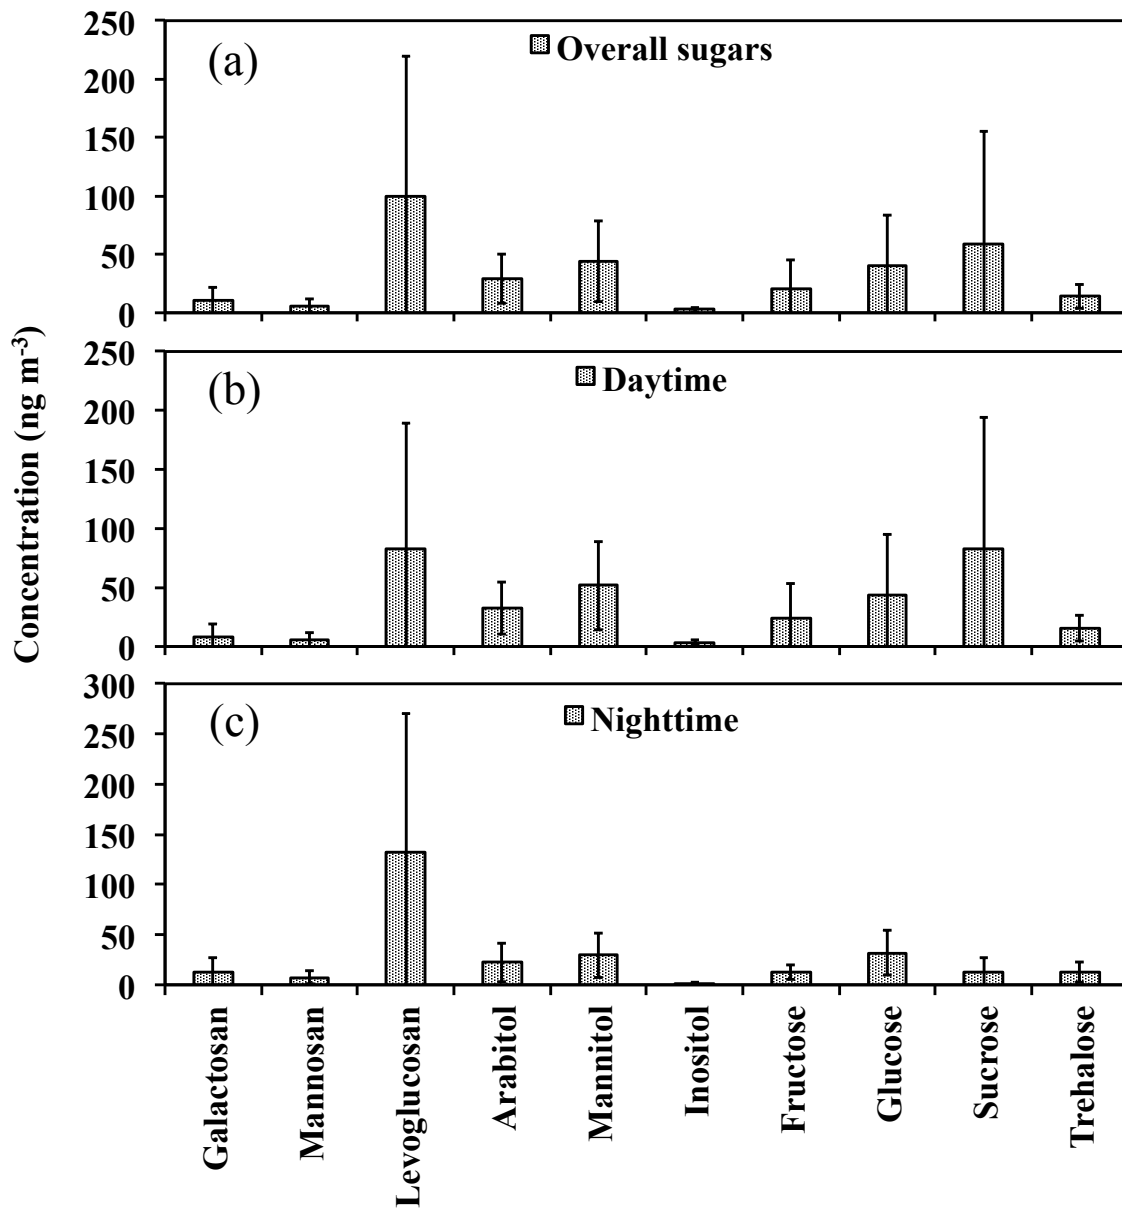 Concentration (ng m⁻³)
(a)
Overall sugars
250
200
150
100
50
0
(b)
Daytime
250
200
150
100
50
0
(c)
Nighttime
300
250
200
150
100
50
0
Galactosan
Mannosan
Levoglucosan
Arabitol
Mannitol
Inositol
Fructose
Glucose
Sucrose
Trehalose